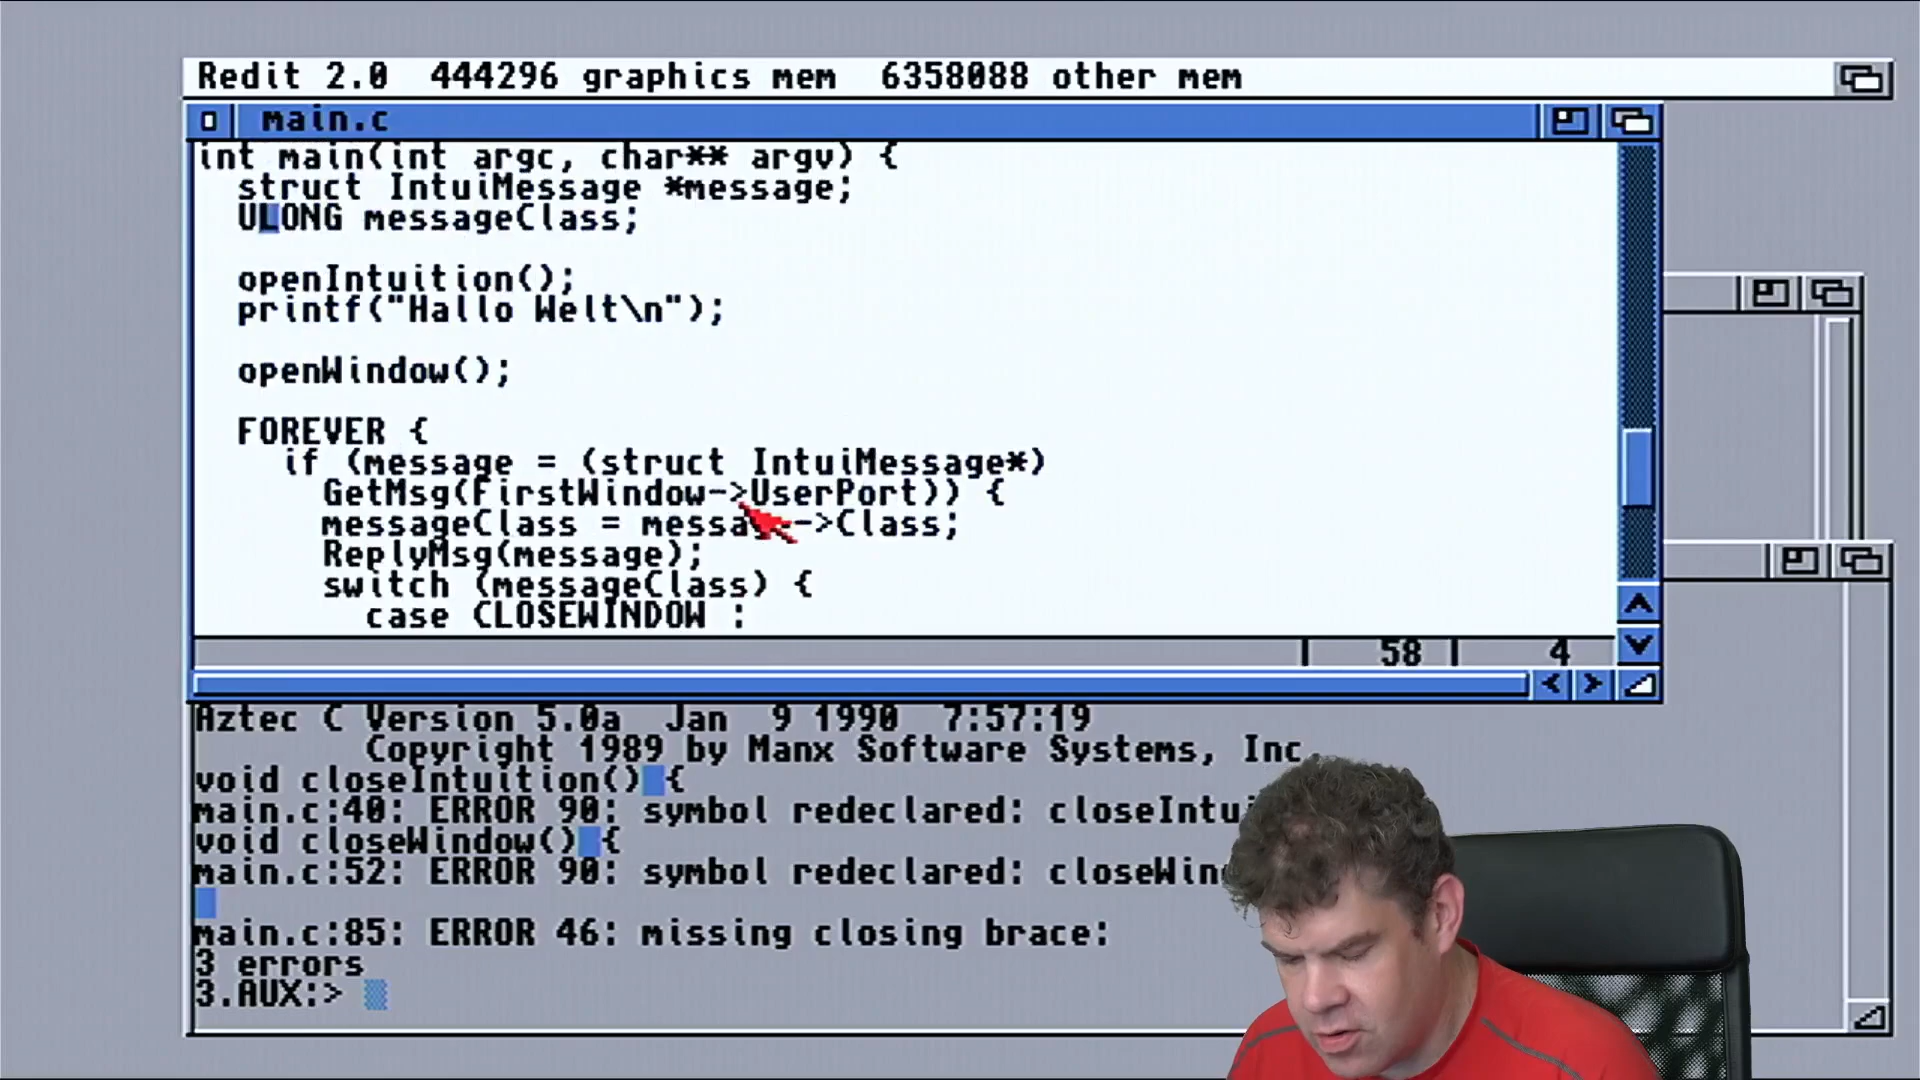 Redit 2.0 444296 graphics mem 6358088 other mem
main.c
int main(int argc, char** argv) {
struct IntuiMessage *message;
ULONG messageClass;
openIntuition();
printf("Hallo Welt\n");
openWindow();
FOREVER {
if (message = (struct IntuiMessage*)
GetMsg(FirstWindow->UserPort)) {
messageClass = message->Class;
ReplyMsg(message);
switch (messageClass) {
case CLOSEWINDOW :
58 | 4
Aztec C Version 5.0a Jan 9 1990 7:57:19
Copyright 1989 by Manx Software Systems, Inc.
void closeIntuition() {
main.c:40: ERROR 90: symbol redeclared: closeIntui
void closeWindow() {
main.c:52: ERROR 90: symbol redeclared: closeWin
main.c:85: ERROR 46: missing closing brace:
3 errors
3.AUX:>